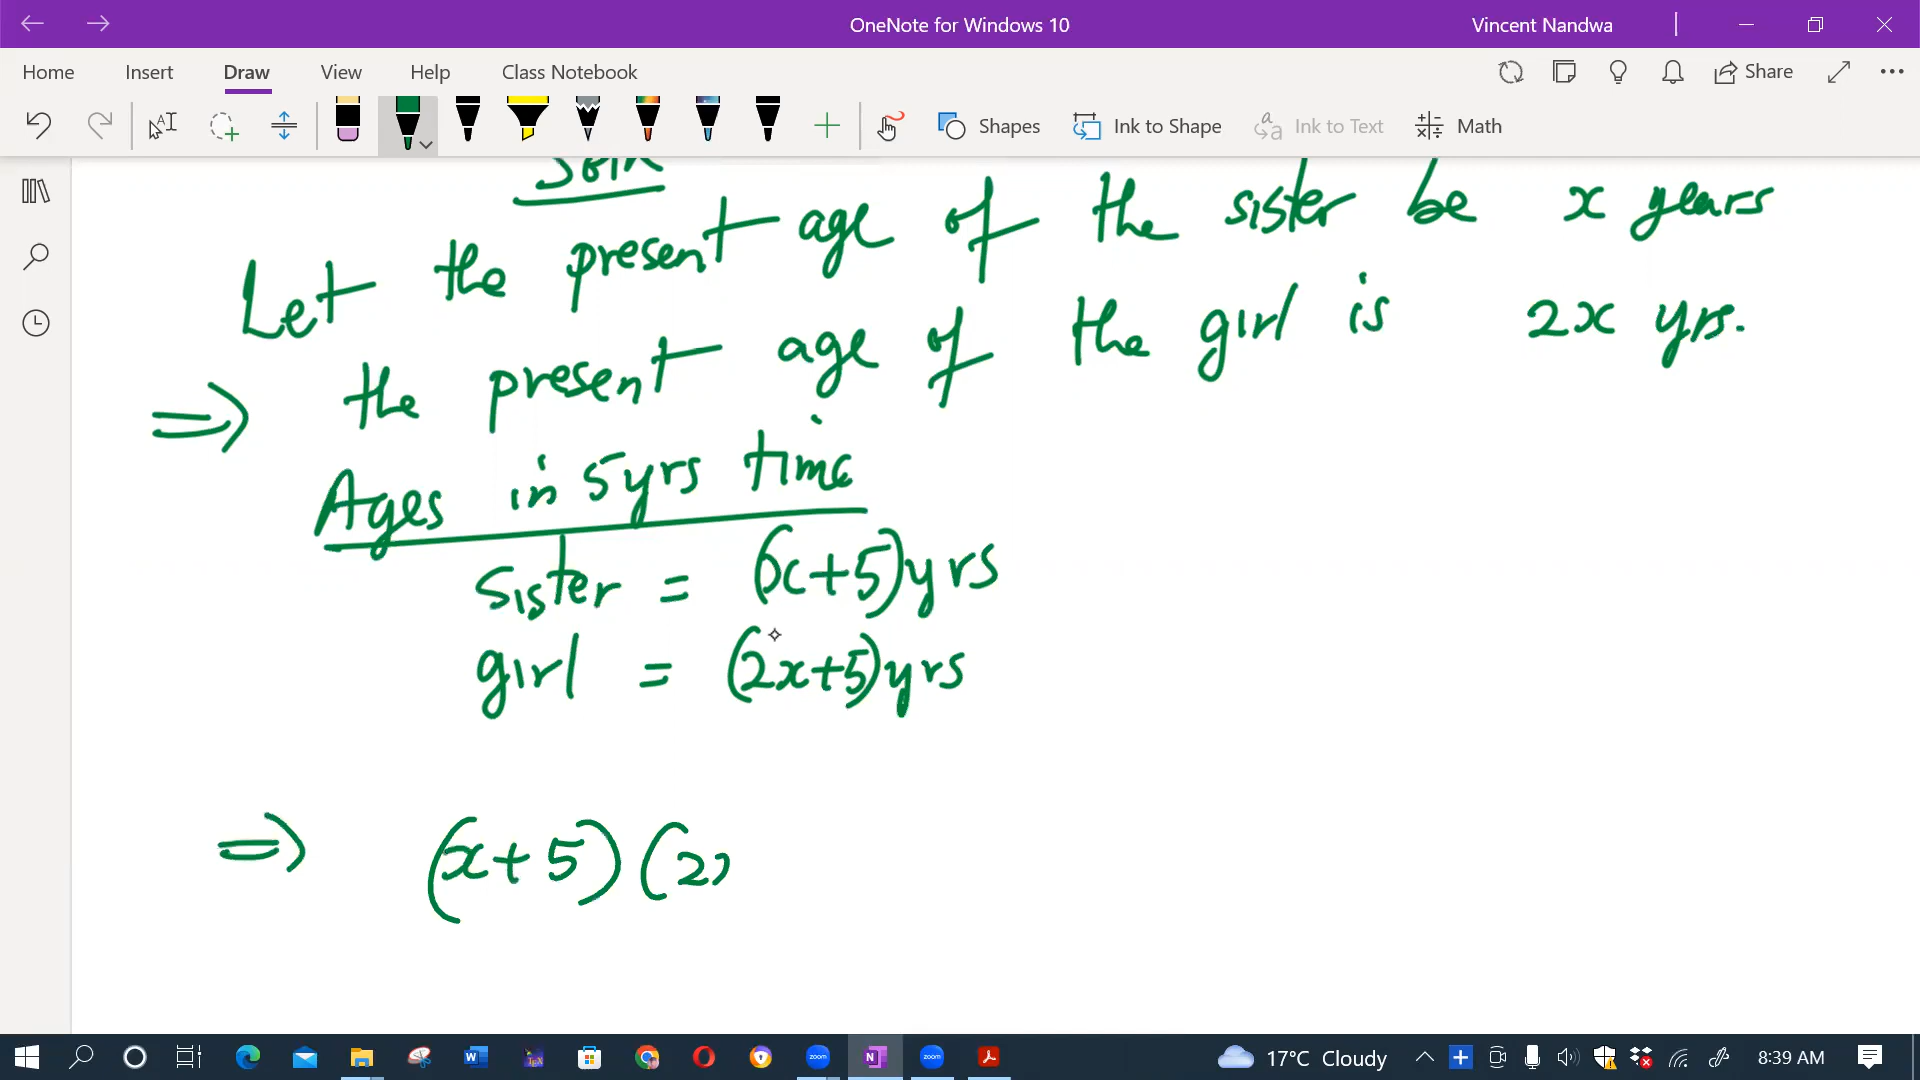 OneNote for Windows 10
Vincent Nandwa
Home Insert Draw View Help Class Notebook Share
Shapes Ink to Shape Ink to Text Math
Let the present age of the sister be x years
⇒ the present age of the girl is 2x yrs.
Ages in 5yrs time
Sister = (x+5)yrs
girl = (2x+5)yrs
⇒ (x+5)(2
17°C Cloudy 8:39 AM